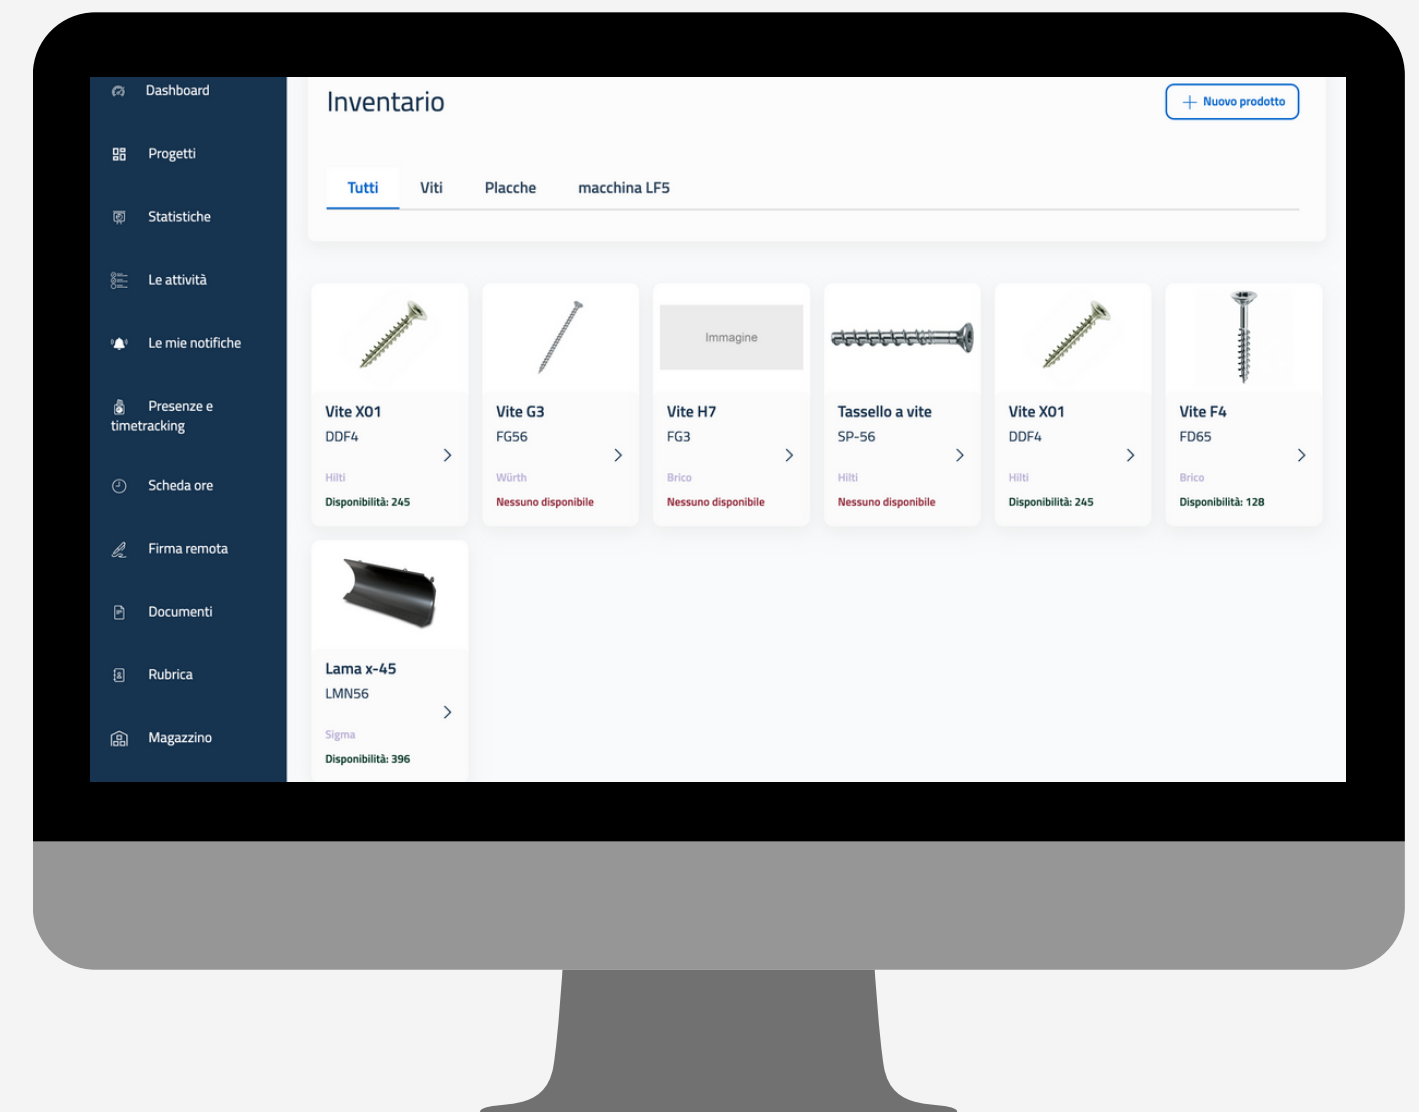 Dashboard
Progetti
Statistiche
Le attività
Le mie notifiche
Presenze e
timetracking
Scheda ore
Firma remota
Documenti
Rubrica
Magazzino
Inventario
Nuovo prodotto
Tutti Viti Placche macchina LF5
Vite X01
DDF4
Hilti
Disponibilità: 245
Vite G3
FG56
Würth
Nessuno disponibile
Immagine
Vite H7
FG3
Brico
Nessuno disponibile
Tassello a vite
SP-56
Hilti
Nessuno disponibile
Vite X01
DDF4
Hilti
Disponibilità: 245
Vite F4
FD65
Brico
Disponibilità: 128
Lama x-45
LMN56
Sigma
Disponibilità: 396